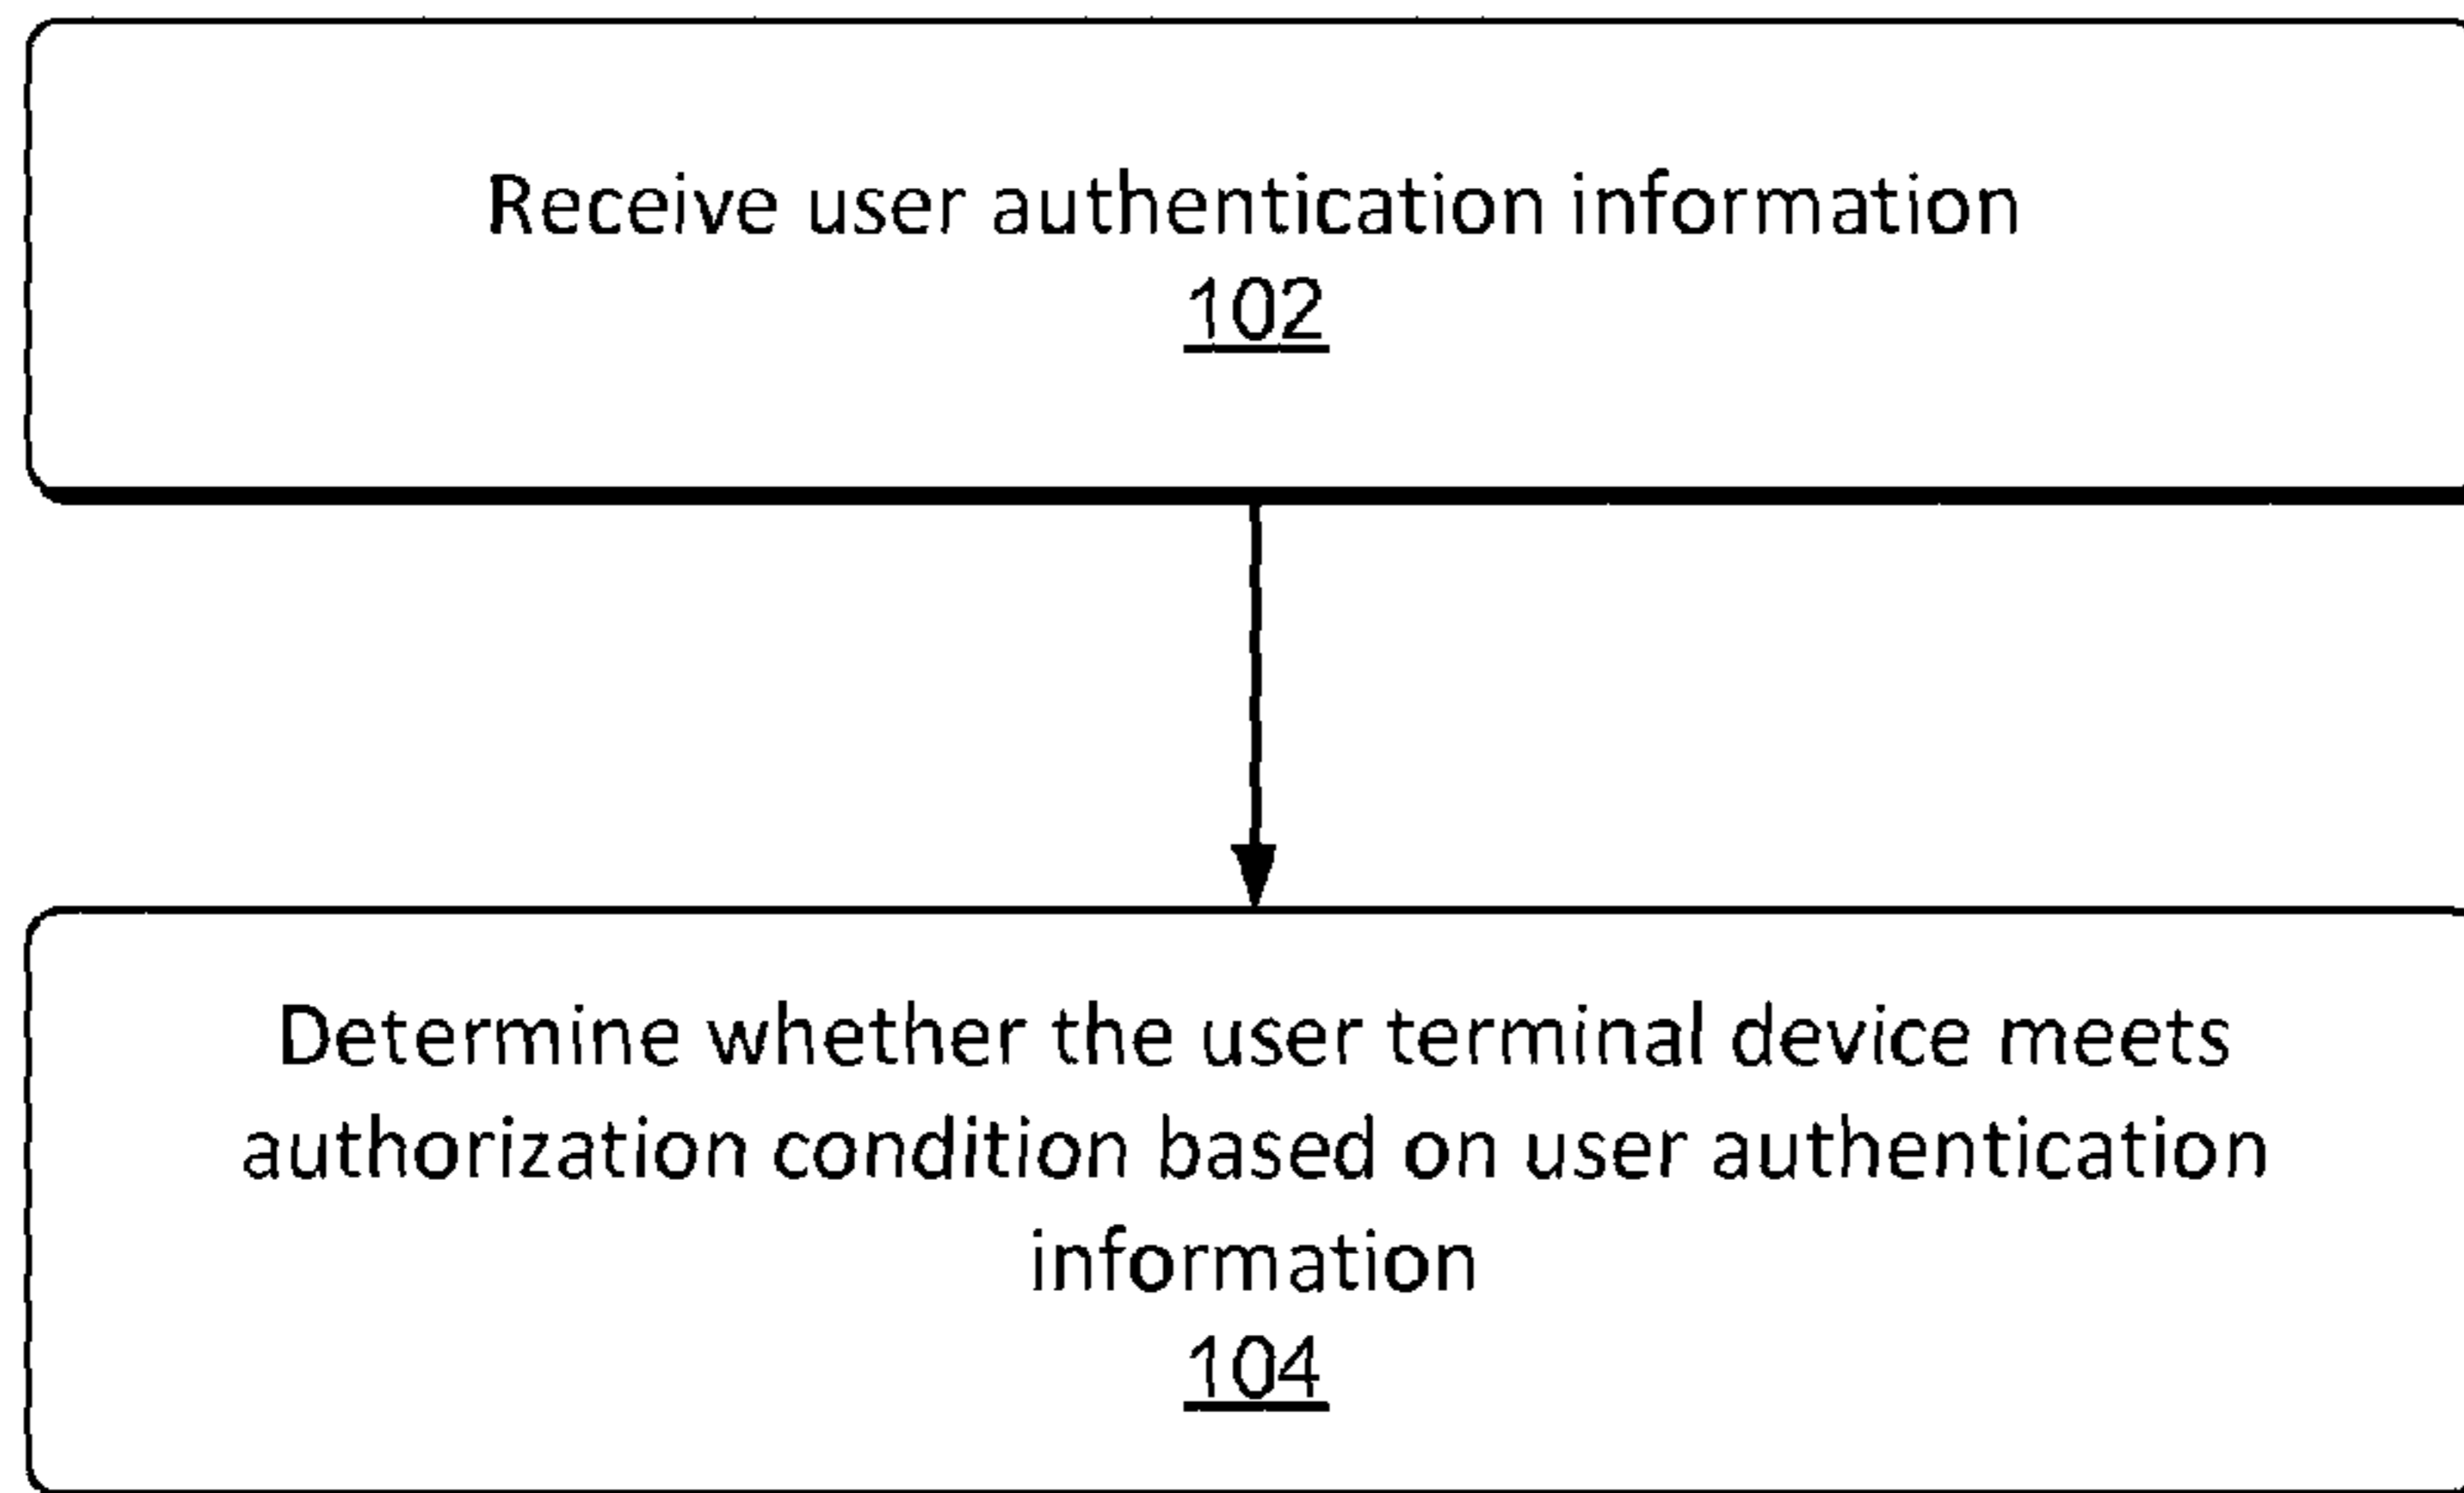 Receive user authentication information
102
Determine whether the user terminal device meets
authorization condition based on user authentication
information
104